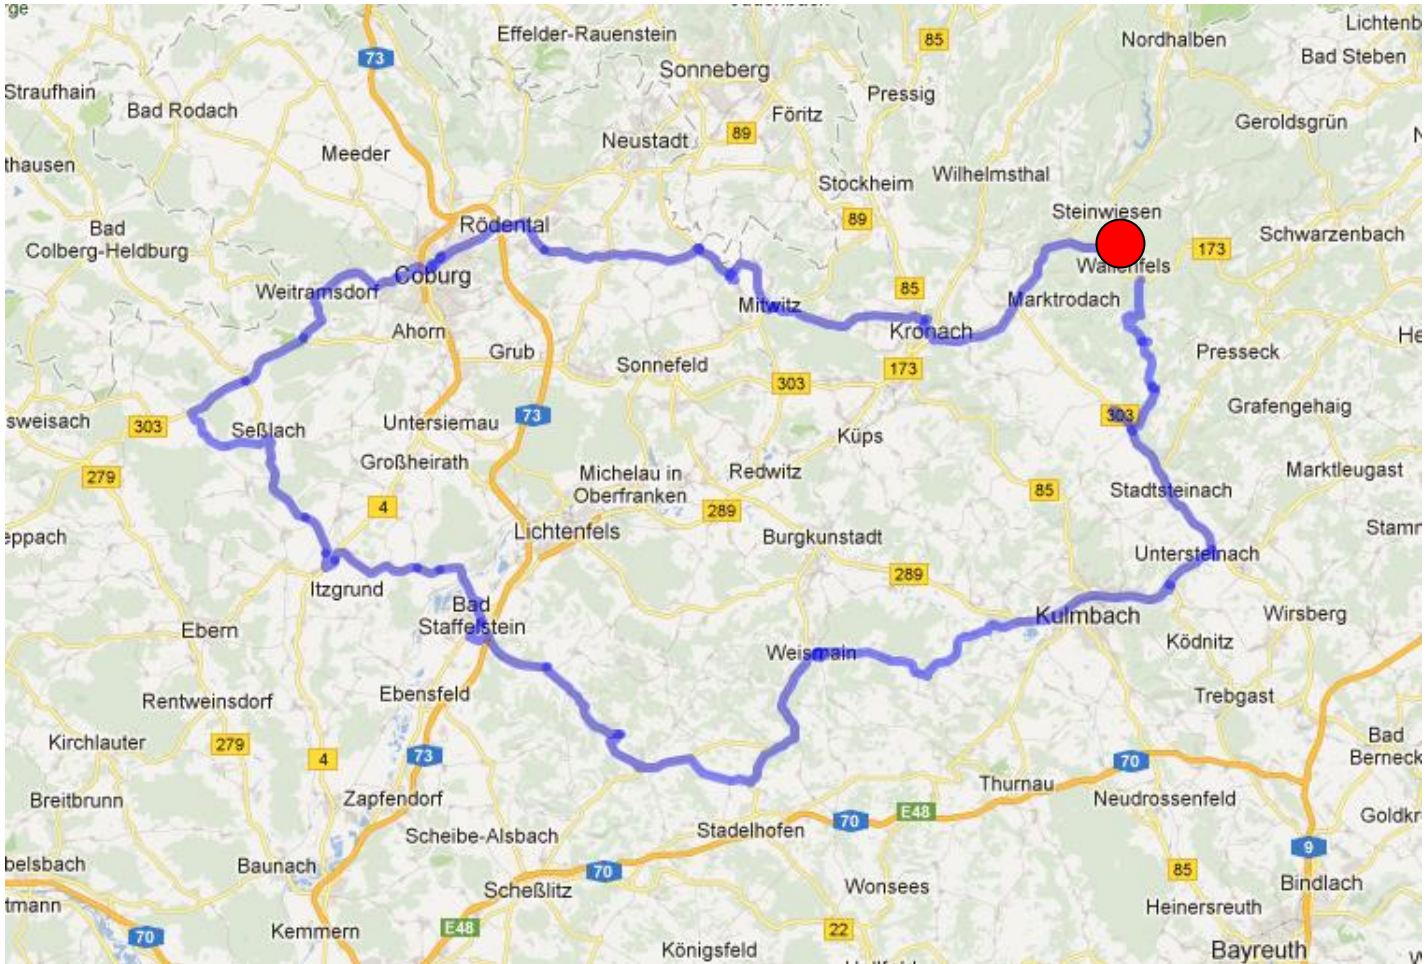 rge
Effelder-Rauenstein
85
Nordhalben
Lichtenb
Bad Steben
73
Sonneberg
Straufhain
Bad Rodach
Pressig
Föritz
89
Neustadt
Geroldsgrün
N
Meeder
thausen
Wilhelmsthal
Stockheim
Steinwiesen
89
Rödental
Bad
Colberg-Heldburg
Schwarzenbach
173
Wallenfels
Coburg
Weitramsdorf
85
Marktrodach
Mitwitz
Kronach
Ahorn
He
Grub
Presseck
Sonnefeld
173
303
Grafengehaig
303
73
sweisach
303
Seßlach
Untersiemau
Küps
Großheirath
Marktleugast
279
Michelau in
Oberfranken
Redwitz
85
Stadtsteinach
4
289
Lichtenfels
Burgkunstadt
eppach
Stamm
Untersteinach
289
Itzgrund
Bad
Staffelstein
Kulmbach
Wirsberg
Ebern
Ködnitz
Weismain
Rentweinsdorf
Ebensfeld
Trebgast
Kirchlauter
279
4
73
70
Bad
Berneck
Thurnau
Breitbrunn
Zapfendorf
Neudrossenfeld
E48
70
Goldkr
Scheibe-Alsbach
Stadelhofen
9
belsbach
Baunach
70
85
Bindlach
Scheßlitz
Wonsees
tmann
Heinersreuth
70
Kemmern
E48
22
Königsfeld
Bayreuth